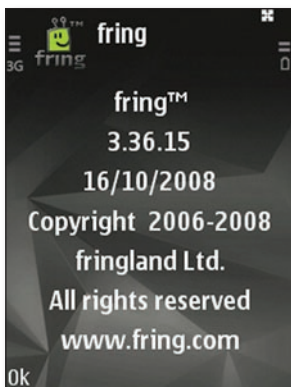 ™
fring
fring
3G
fring™
3.36.15
16/10/2008
Copyright 2006-2008
fringland Ltd.
All rights reserved
www.fring.com
Ok